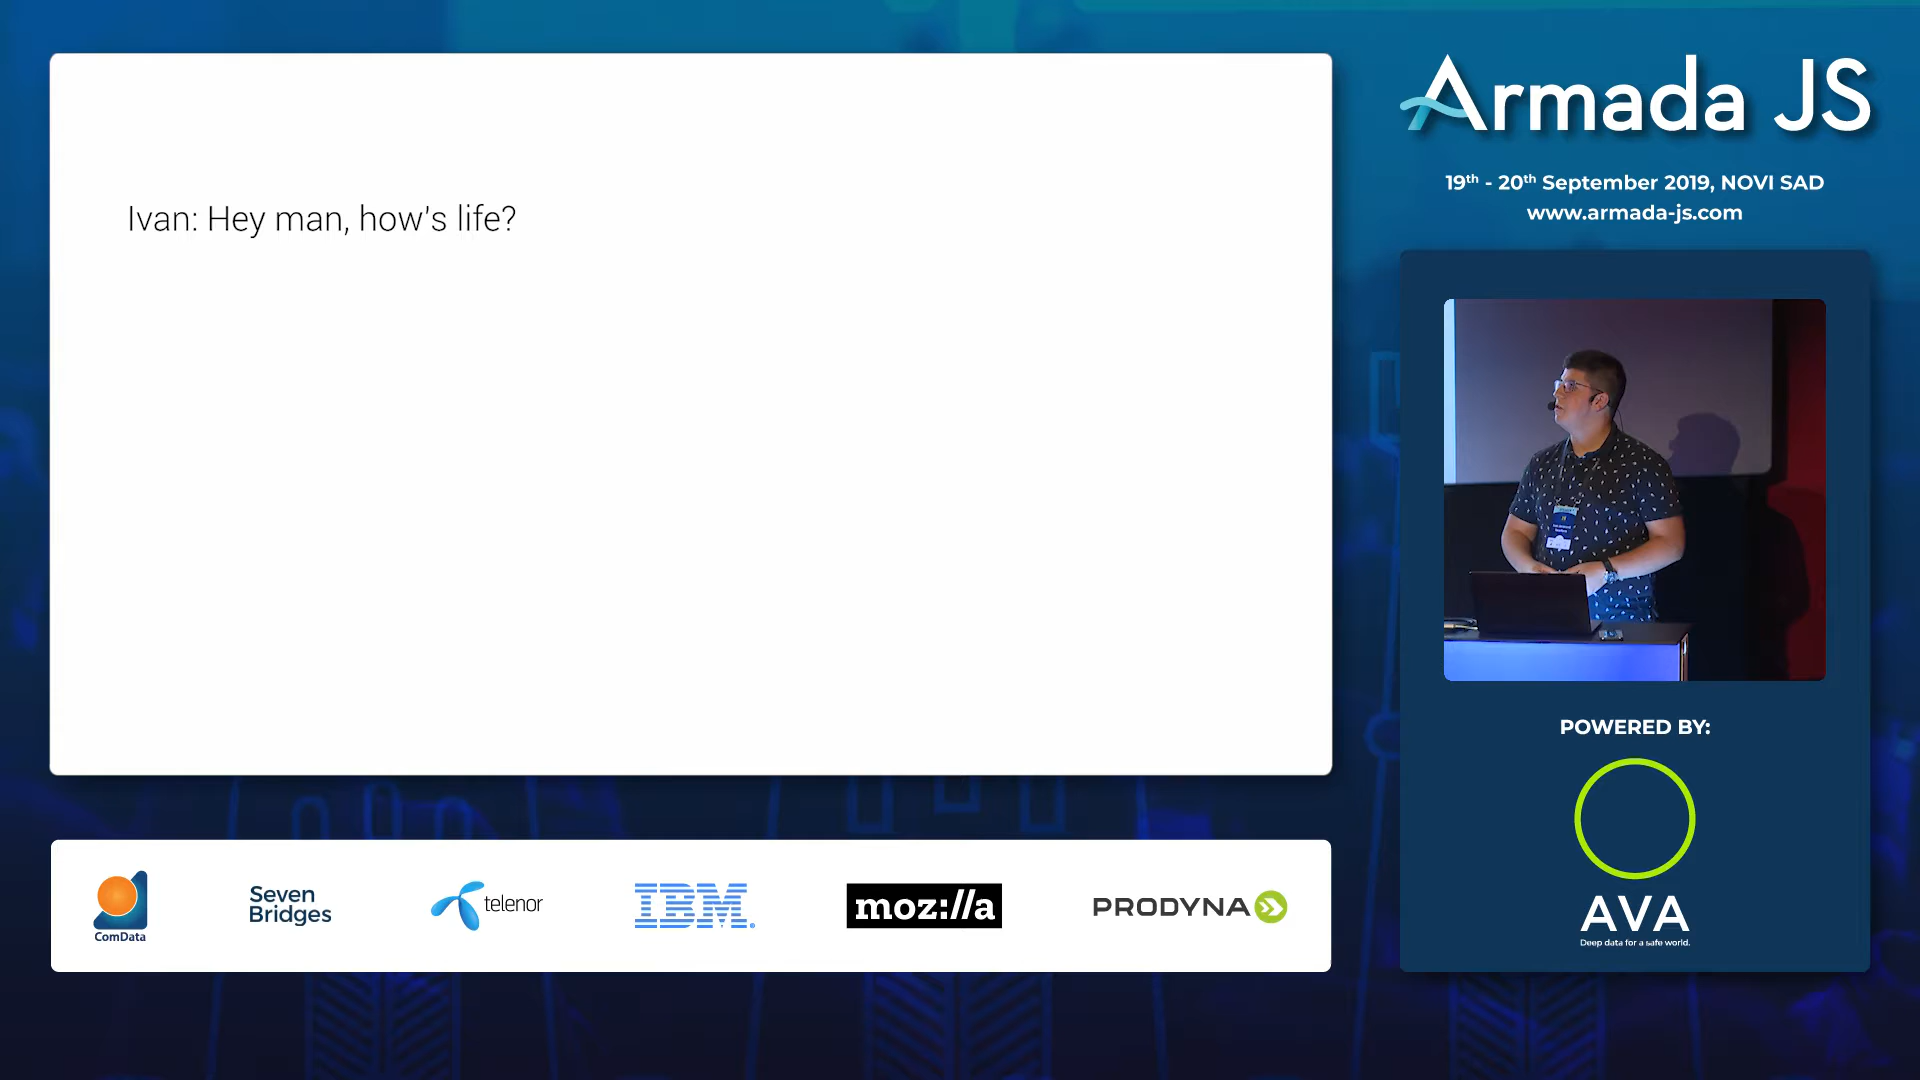 Ivan: Hey man, how's life?
Armada JS
19th - 20th September 2019, NOVI SAD
www.armada-js.com
POWERED BY:
AVA
Deep data for a safe world.
ComData
Seven
Bridges
telenor
IBM
moz://a
PRODYNA